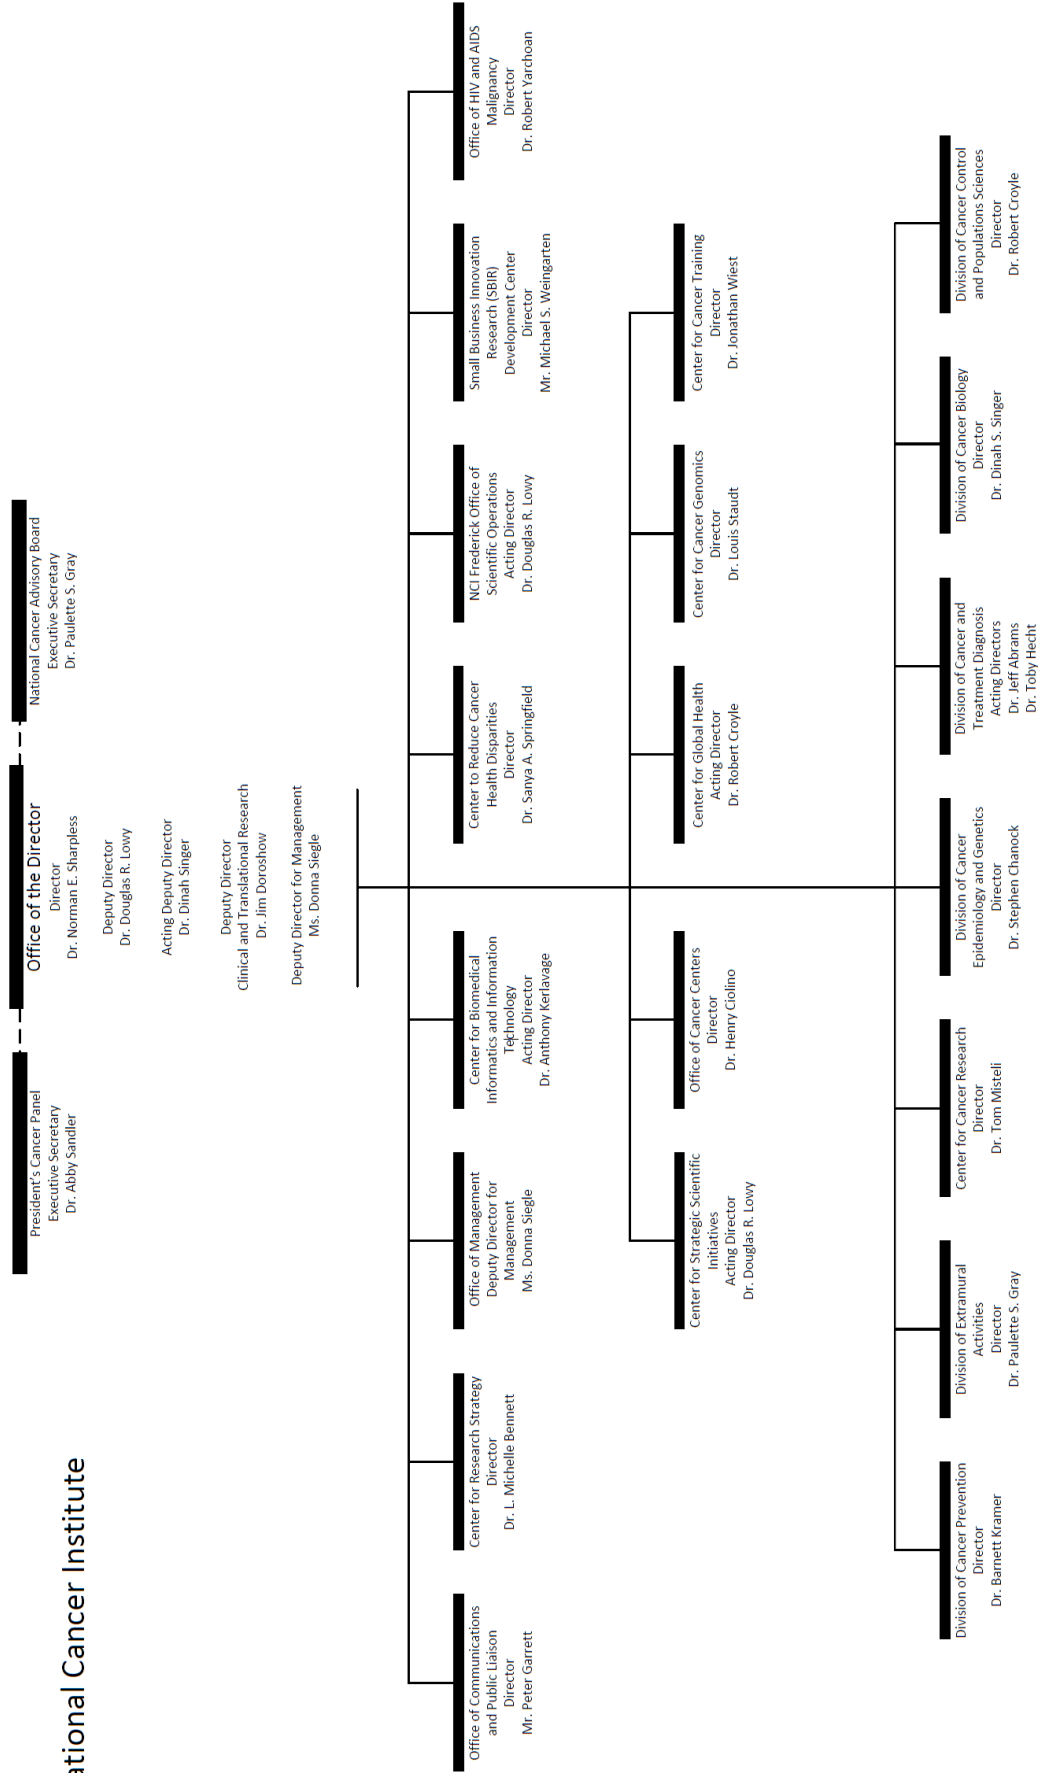 ational Cancer Institute
President's Cancer Panel
Executive Secretary
Dr. Abby Sandler
Office of the Director
Director
Dr. Norman E. Sharpless
Deputy Director
Dr. Douglas R. Lowy
Acting Deputy Director
Dr. Dinah Singer
Deputy Director
Clinical and Translational Research
Dr. Jim Doroshow
Deputy Director for Management
Ms. Donna Siegle
National Cancer Advisory Board
Executive Secretary
Dr. Paulette S. Gray
Office of Communications
and Public Liaison
Director
Mr. Peter Garrett
Center for Research Strategy
Director
Dr. L. Michelle Bennett
Office of Management
Deputy Director for
Management
Ms. Donna Siegle
Center for Biomedical
Informatics and Information
Technology
Acting Director
Dr. Anthony Kerlavage
Center to Reduce Cancer
Health Disparities
Director
Dr. Sanya A. Springfield
NCI Frederick Office of
Scientific Operations
Acting Director
Dr. Douglas R. Lowy
Small Business Innovation
Research (SBIR)
Development Center
Director
Mr. Michael S. Weingarten
Office of HIV and AIDS
Malignancy
Director
Dr. Robert Yarchoan
Center for Strategic Scientific
Initiatives
Acting Director
Dr. Douglas R. Lowy
Office of Cancer Centers
Director
Dr. Henry Ciolino
Center for Global Health
Acting Director
Dr. Robert Croyle
Center for Cancer Genomics
Director
Dr. Louis Staudt
Center for Cancer Training
Director
Dr. Jonathan Wiest
Division of Cancer Prevention
Director
Dr. Barnett Kramer
Division of Extramural
Activities
Director
Dr. Paulette S. Gray
Center for Cancer Research
Director
Dr. Tom Misteli
Division of Cancer
Epidemiology and Genetics
Director
Dr. Stephen Chanock
Division of Cancer and
Treatment Diagnosis
Acting Directors
Dr. Jeff Abrams
Dr. Toby Hecht
Division of Cancer Biology
Director
Dr. Dinah S. Singer
Division of Cancer Control
and Populations Sciences
Director
Dr. Robert Croyle